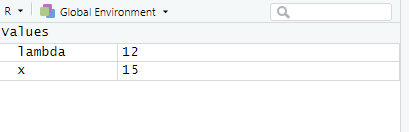 R Global Environment
Values
lambda 12
x 15